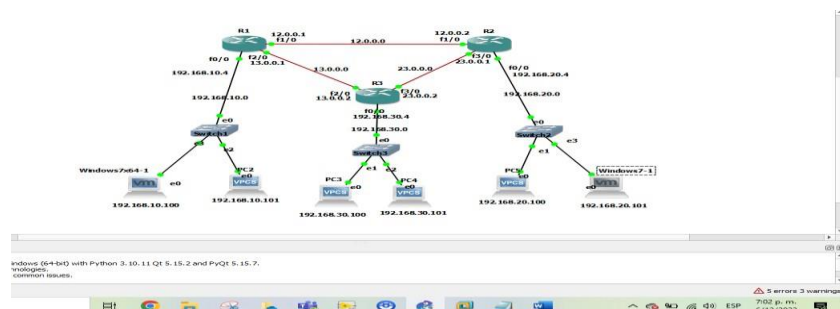 R1
R2
12.0.0.1
12.0.0.2
f1/0
12.0.0.0
f1/0
f0/0
f2/0
13.0.0.1
f3/0
23.0.0.1
f0/0
192.168.10.4
13.0.0.0
23.0.0.0
192.168.20.4
R3
192.168.10.0
f2/0
13.0.0.2
f3/0
23.0.0.2
192.168.20.0
f0/0
192.168.30.4
192.168.30.0
e0
Switch1
e0
Switch3
e0
Switch2
e2
e1
e2
e1
e3
Windows7x64-1
e0
PC2
e0
PC3
e0
PC4
e0
PC5
e0
Windows7-1
e0
192.168.10.100
192.168.10.101
192.168.30.100
192.168.30.101
192.168.20.100
192.168.20.101
indows (64-bit) with Python 3.10.11 Qt 5.15.2 and PyQt 5.15.7.
nologies.
common issues.
5 errors 3 warnings
ESP
7:02 p. m.